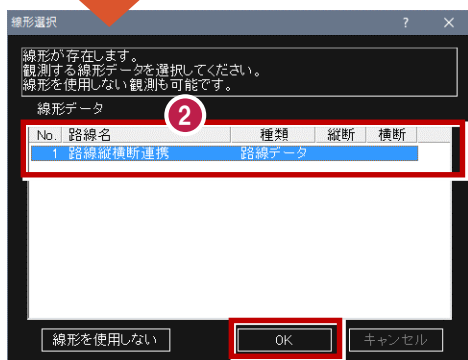 線形選択 ? ×
線形が存在します。
観測する線形データを選択してください。
線形を使用しない観測も可能です。
線形データ
2
No. 路線名 種類 縦断 横断
1 路線縦横断連携 路線データ
線形を使用しない OK キャンセル